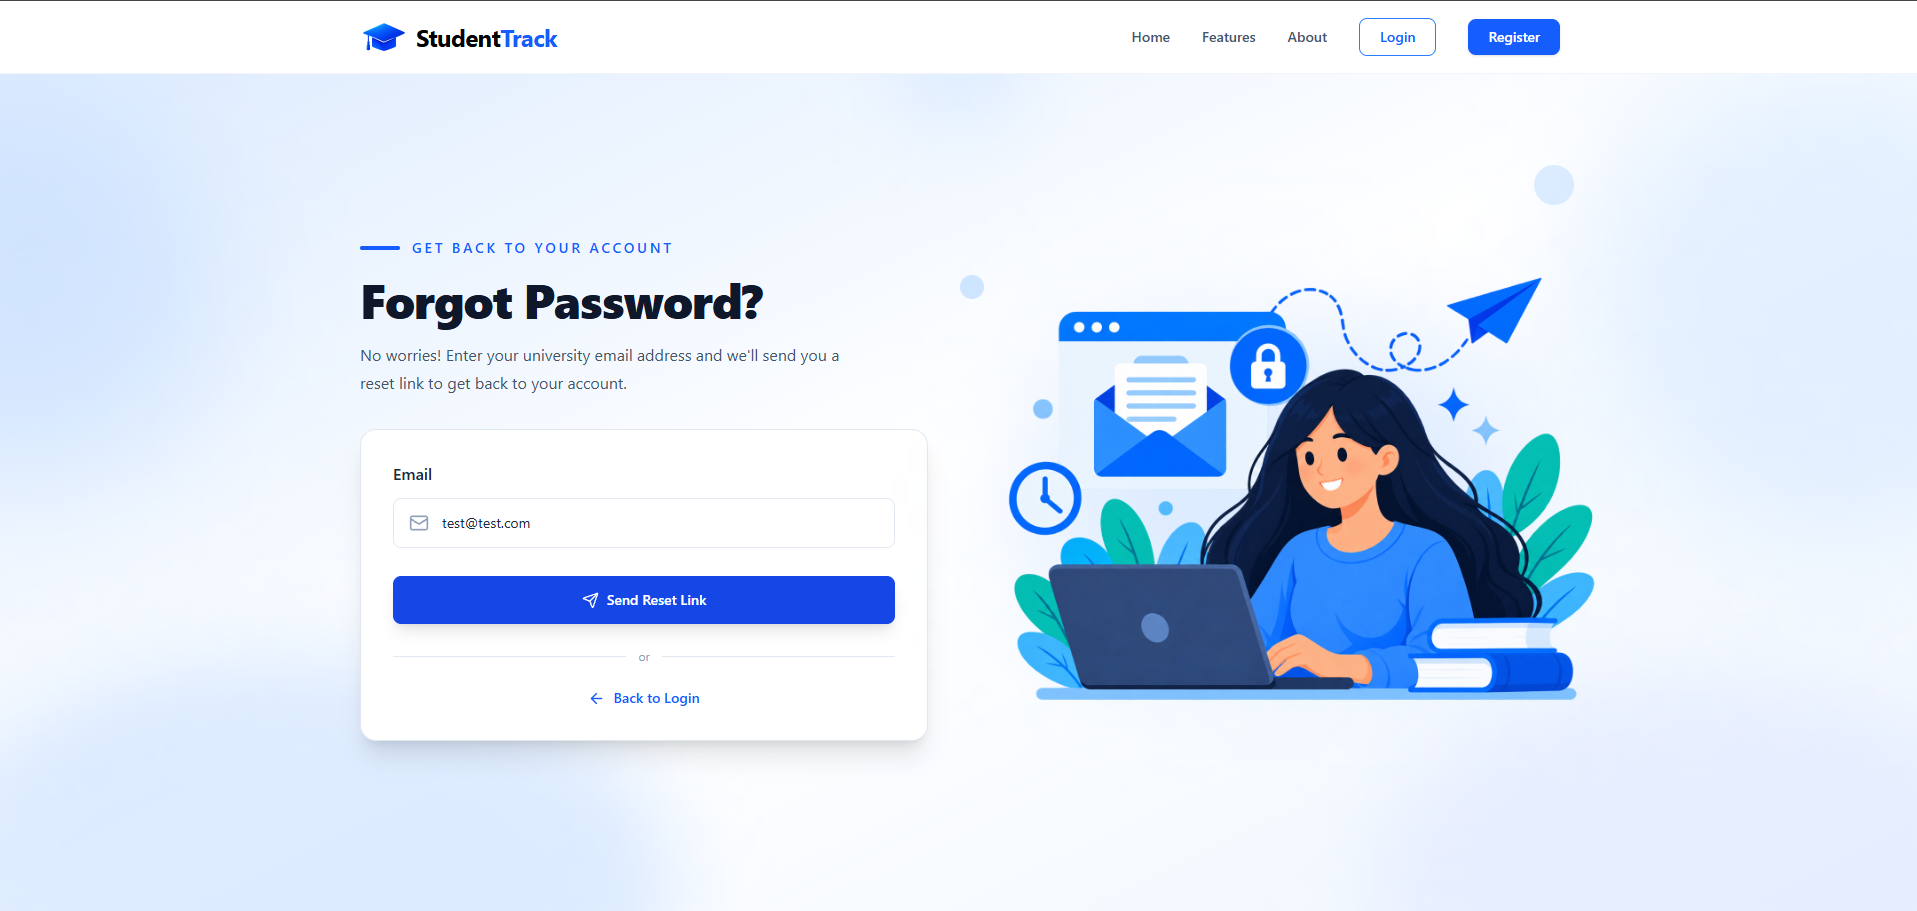 StudentTrack
Home
Features
About
Login
Register
GET BACK TO YOUR ACCOUNT
Forgot Password?
No worries! Enter your university email address and we'll send you a
reset link to get back to your account.
Email
test@test.com
Send Reset Link
or
Back to Login